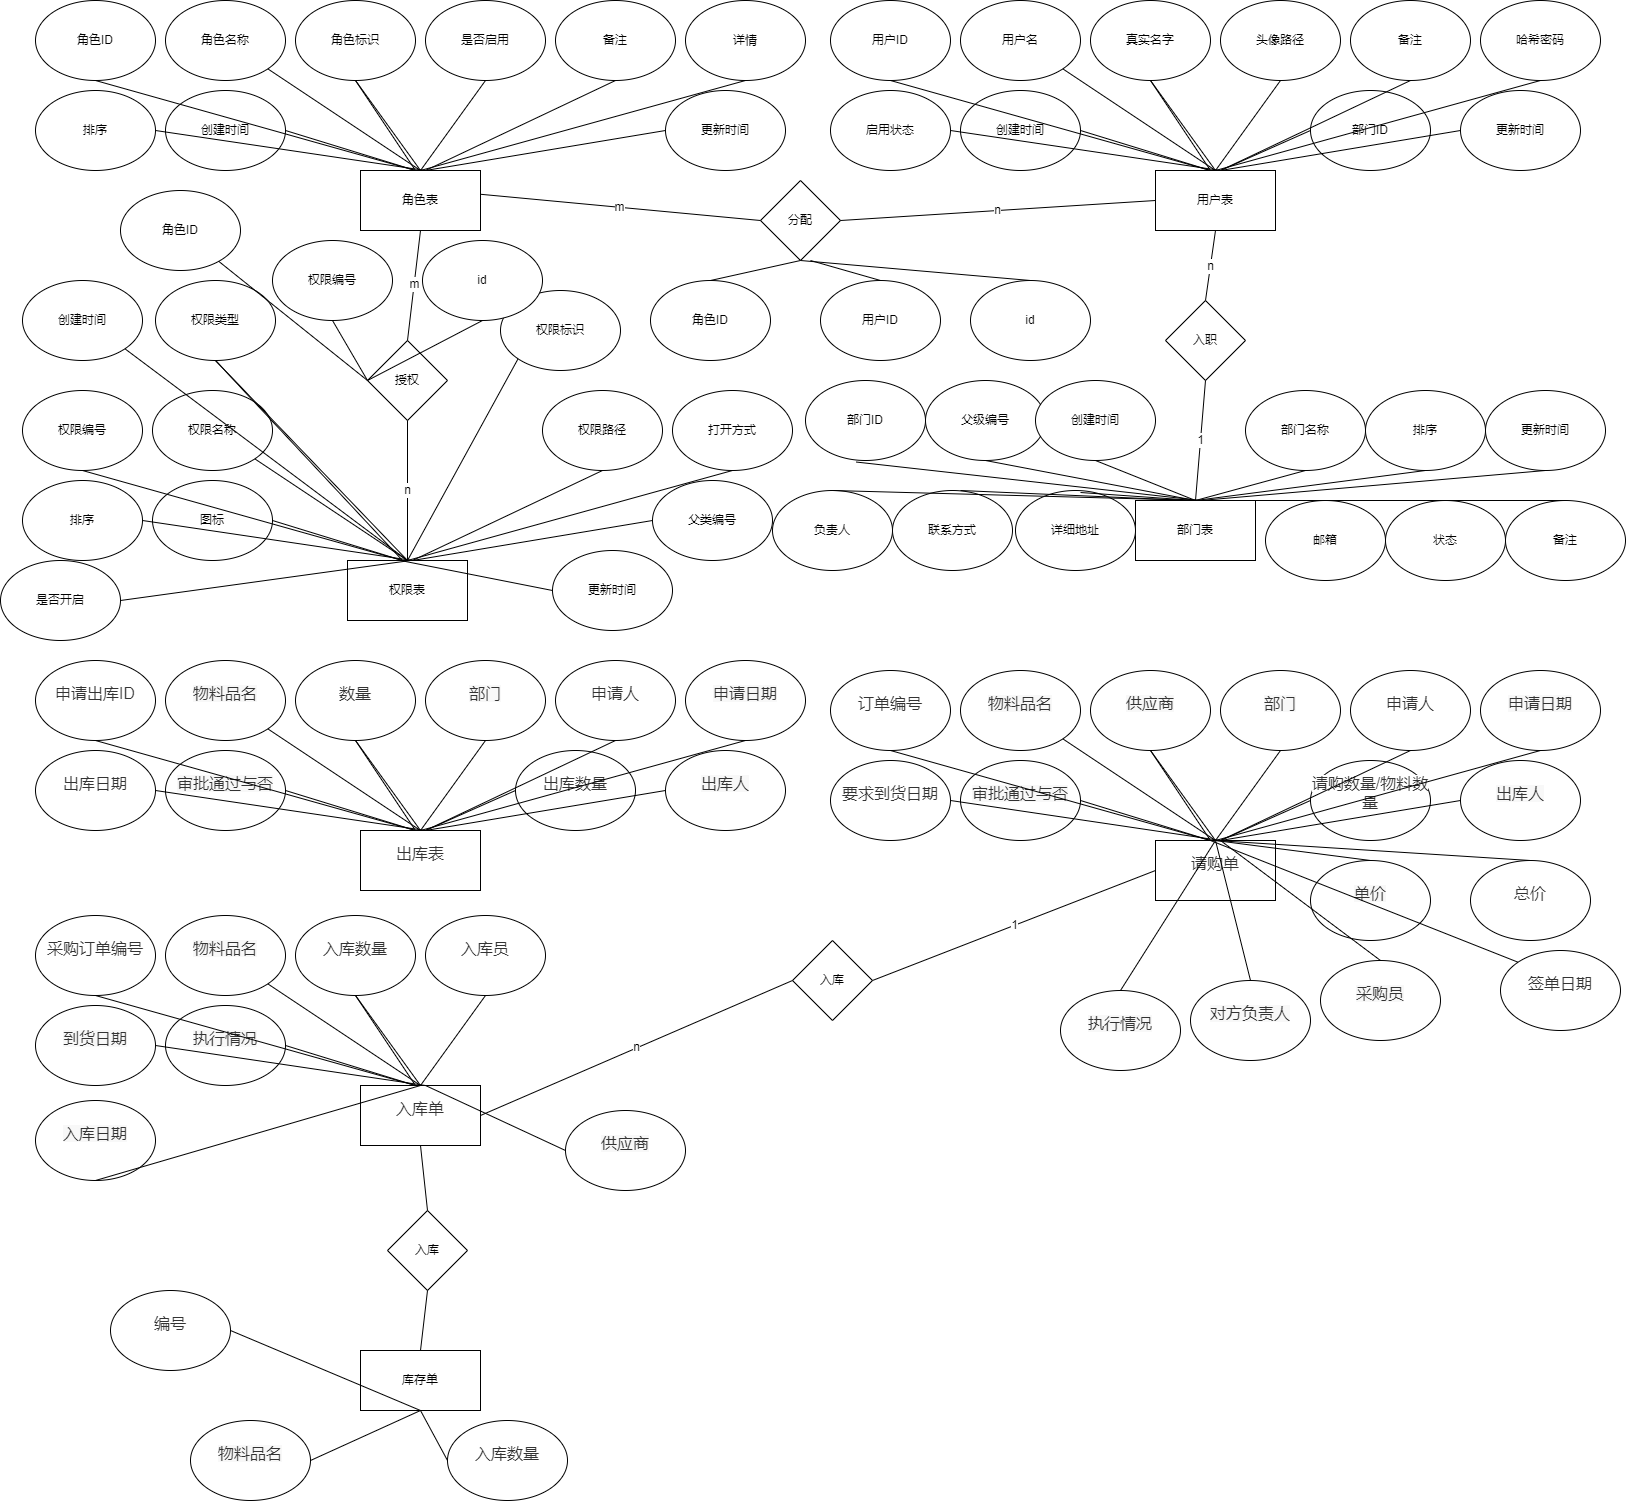 角色ID
角色名称
角色标识
是否启用
备注
详情
用户ID
用户名
真实名字
头像路径
备注
哈希密码
排序
创建时间
更新时间
启用状态
创建时间
部门ID
更新时间
角色表
m
分配
n
用户表
角色ID
权限编号
m
id
n
创建时间
权限类型
权限标识
角色ID
用户ID
id
入职
授权
权限编号
权限名称
权限路径
打开方式
部门ID
父级编号
创建时间
1
部门名称
排序
更新时间
n
排序
图标
父类编号
负责人
联系方式
详细地址
部门表
邮箱
状态
备注
是否开启
权限表
更新时间
申请出库ID
物料品名
数量
部门
申请人
申请日期
订单编号
物料品名
供应商
部门
申请人
申请日期
出库日期
审批通过与否
出库数量
出库人
要求到货日期
审批通过与否
请购数量/物料数
量
出库人
出库表
请购单
单价
总价
采购订单编号
物料品名
入库数量
入库员
1
入库
执行情况
对方负责人
采购员
签单日期
到货日期
执行情况
n
入库单
入库日期
供应商
入库
编号
库存单
物料品名
入库数量